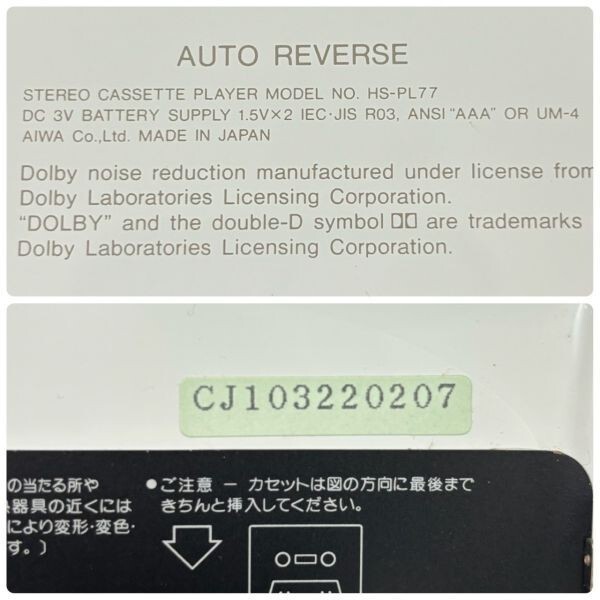 AUTO REVERSE
STEREO CASSETTE PLAYER MODEL NO. HS-PL77
DC 3V BATTERY SUPPLY 1.5V×2 IEC·JIS R03, ANSI "AAA" OR UM-4
AIWA Co.,Ltd. MADE IN JAPAN
Dolby noise reduction manufactured under license from
Dolby Laboratories Licensing Corporation.
"DOLBY" and the double-D symbol are trademarks
Dolby Laboratories Licensing Corporation.
CJ103220207
の当たる所や
器具の近くには
により変形·変色·
す。)
●ご注意 — カセットは図の方向に最後まで
きちんと挿入してください。